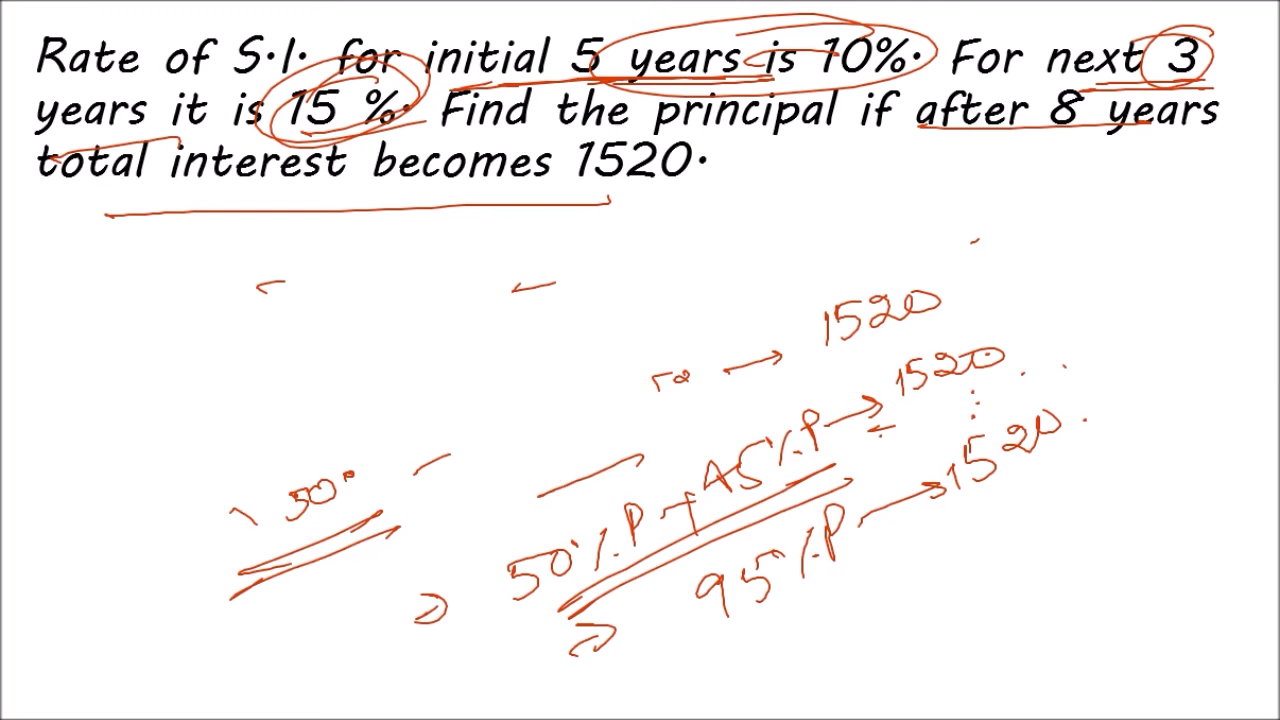 Rate of S.I. for initial 5 years is 10%. For next 3
years it is 15 %. Find the principal if after 8 years
total interest becomes 1520.
1520
1520
50%.P + 45%.P
1520
95%.P
50